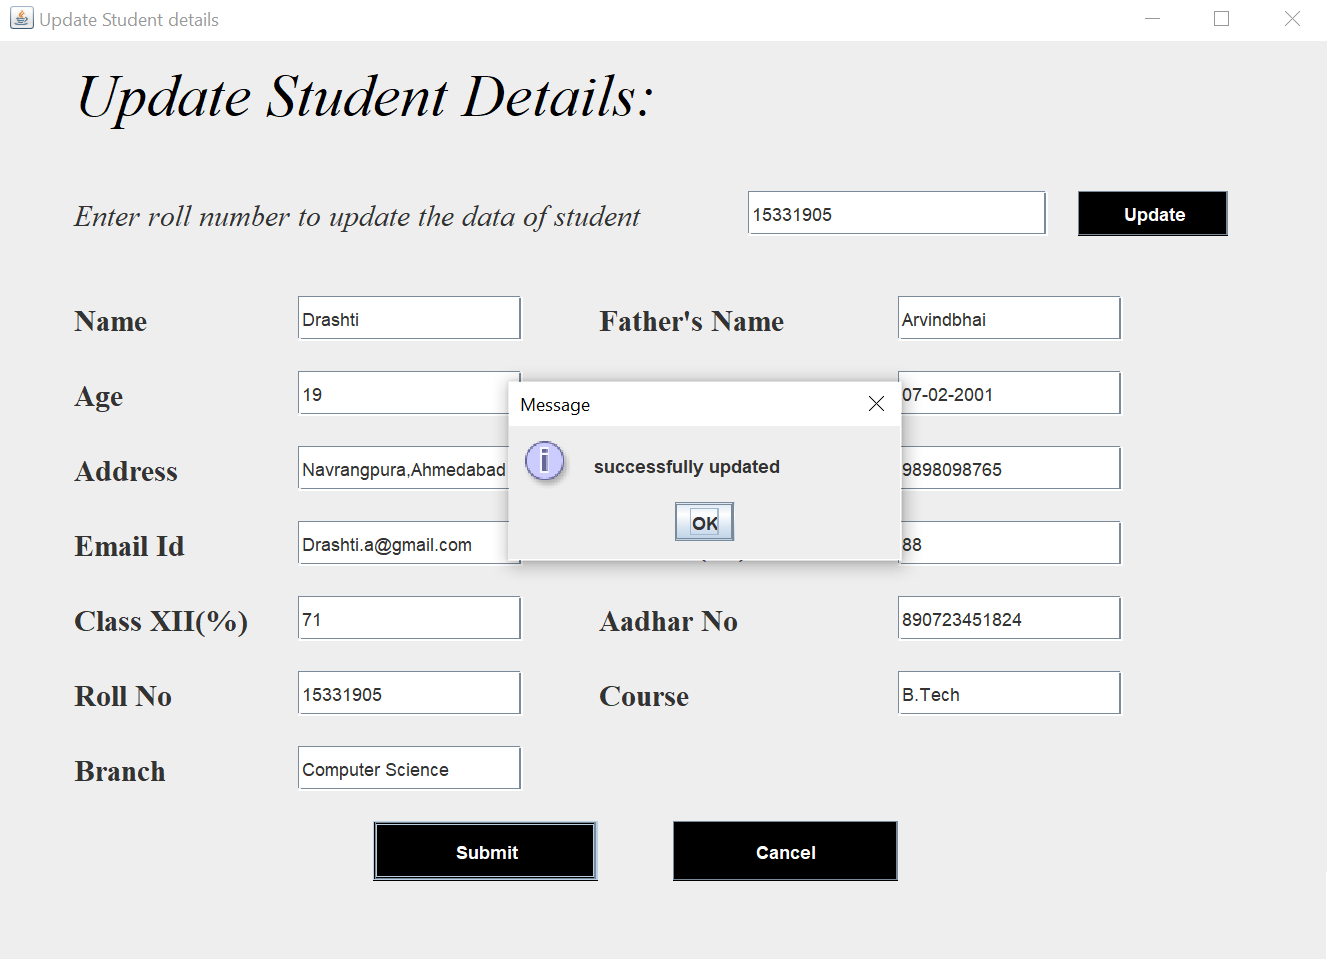 Update Student details
Update Student Details:
Enter roll number to update the data of student 15331905 Update
Name Drashti Father's Name Arvindbhai
Age 19 07-02-2001
Message
Address Navrangpura,Ahmedabad 9898098765
successfully updated
OK
Email Id Drashti.a@gmail.com 88
Class XII(%) 71 Aadhar No 890723451824
Roll No 15331905 Course B.Tech
Branch Computer Science
Submit Cancel